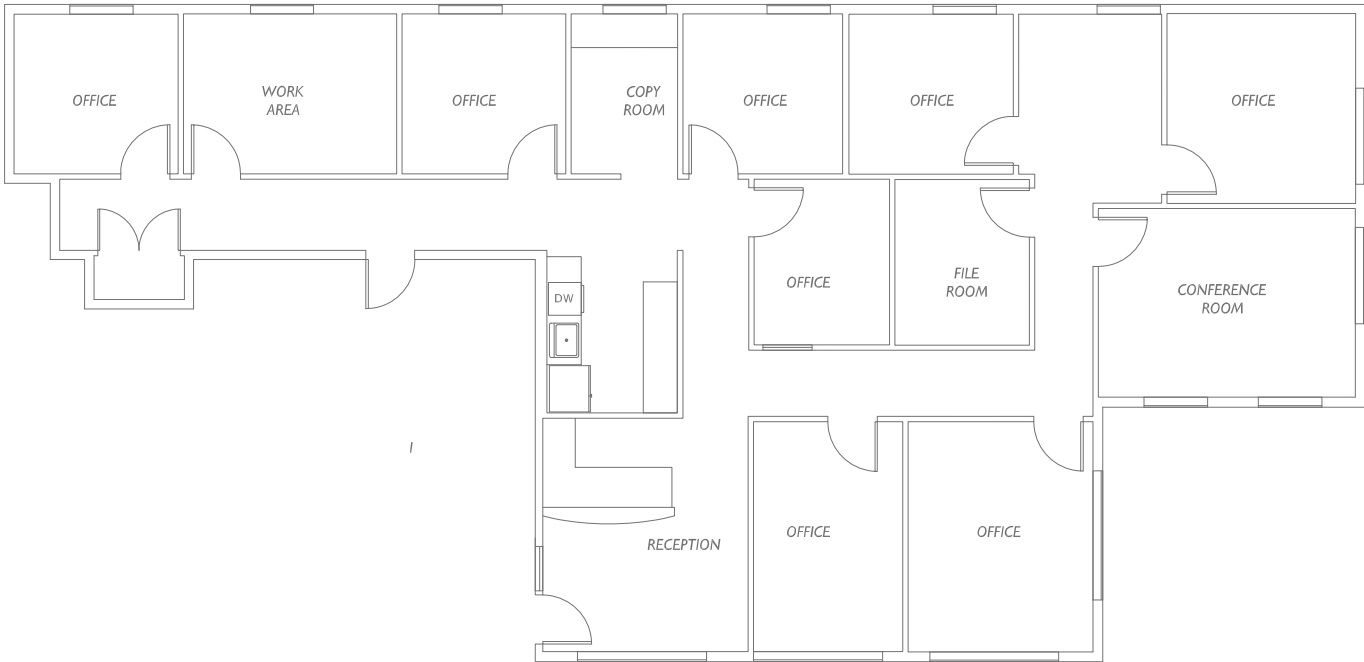 OFFICE
WORK
AREA
OFFICE
COPY
ROOM
OFFICE
OFFICE
OFFICE
OFFICE
FILE
ROOM
CONFERENCE
ROOM
DW
I
RECEPTION
OFFICE
OFFICE